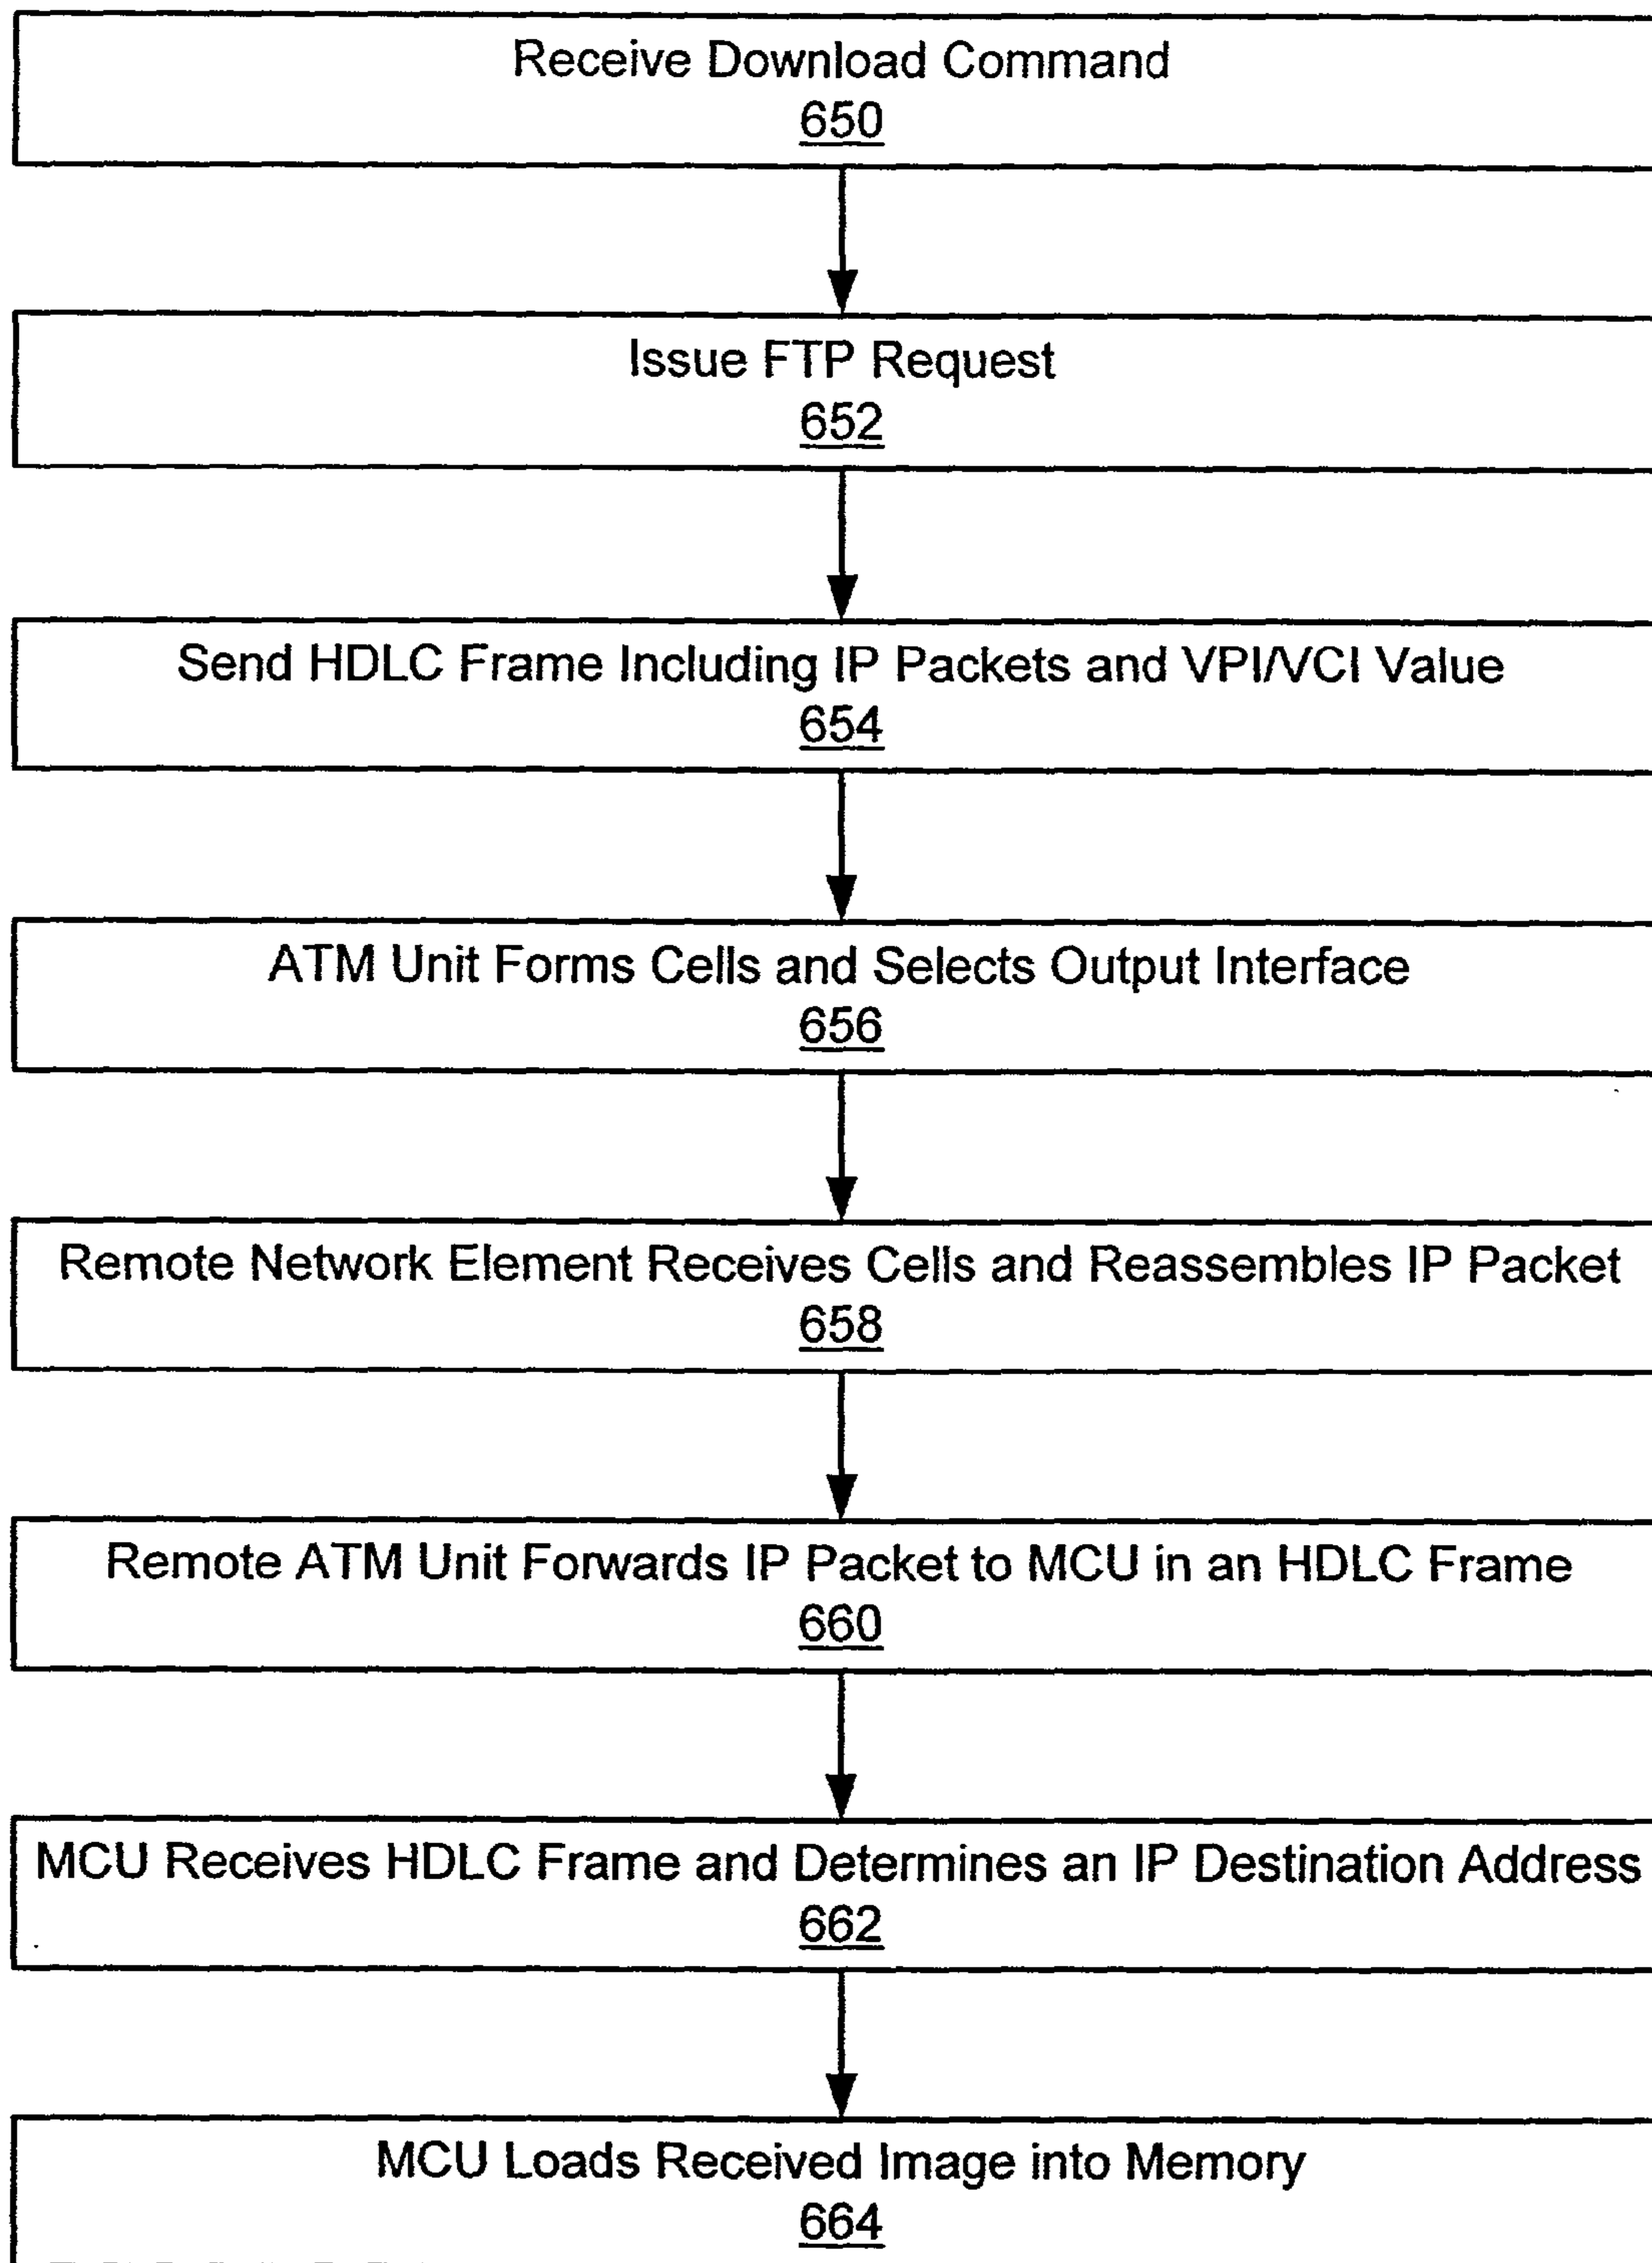 Receive Download Command
650
Issue FTP Request
652
Send HDLC Frame Including IP Packets and VPI/VCI Value
654
ATM Unit Forms Cells and Selects Output Interface
656
Remote Network Element Receives Cells and Reassembles IP Packet
658
Remote ATM Unit Forwards IP Packet to MCU in an HDLC Frame
660
MCU Receives HDLC Frame and Determines an IP Destination Address
662
MCU Loads Received Image into Memory
664